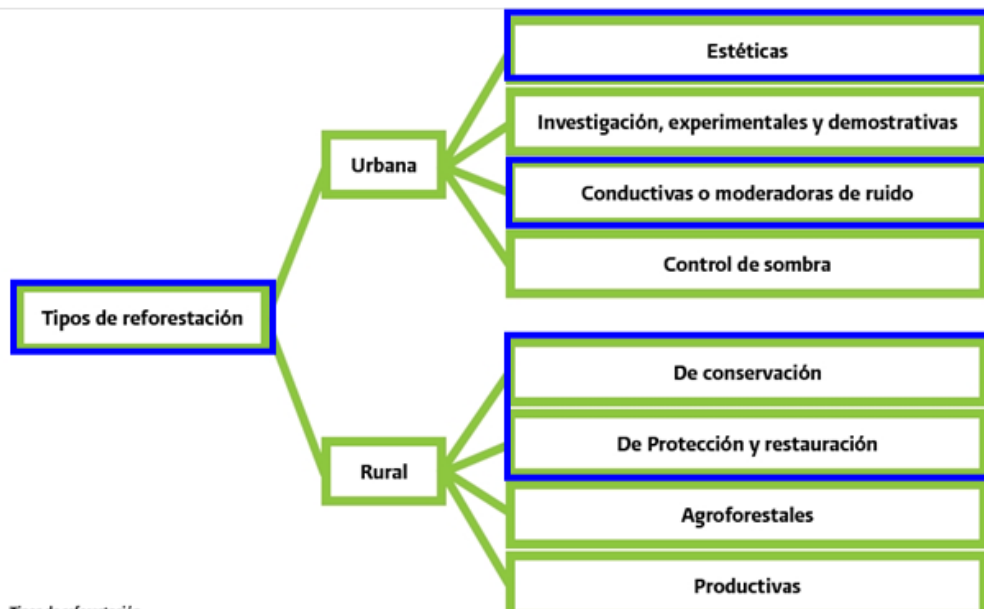 Tipos de reforestación
Urbana
Estéticas
Investigación, experimentales y demostrativas
Conductivas o moderadoras de ruido
Control de sombra
Rural
De conservación
De Protección y restauración
Agroforestales
Productivas